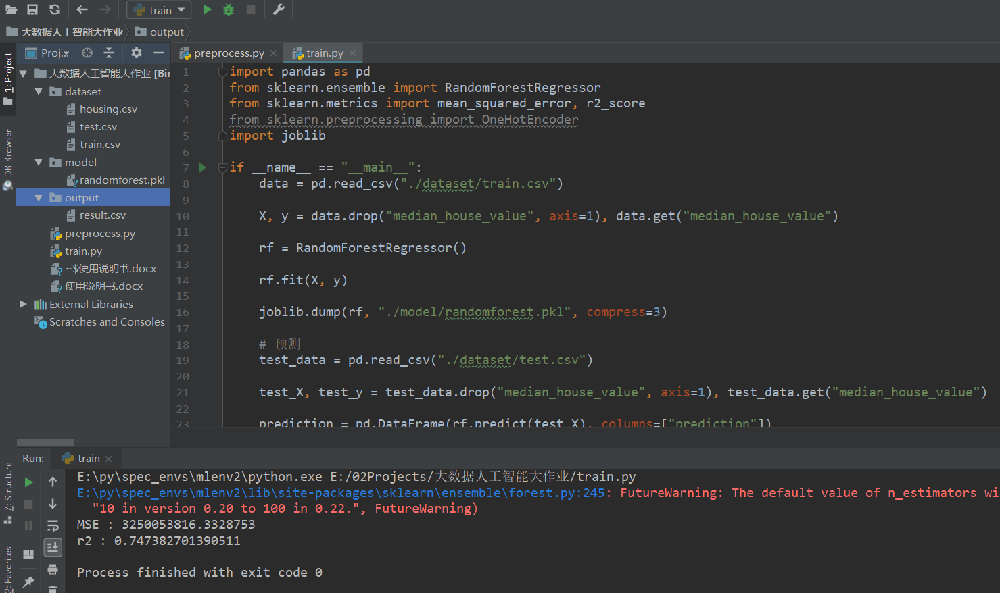 train
大数据人工智能大作业 output
Proj..
preprocess.py
train.py
1: Project
DB Browser
7: Structure
2: Favorites
大数据人工智能大作业 [Bir
dataset
housing.csv
test.csv
train.csv
model
randomforest.pkl
output
result.csv
preprocess.py
train.py
~$使用说明书.docx
使用说明书.docx
External Libraries
Scratches and Consoles
1 import pandas as pd
2 from sklearn.ensemble import RandomForestRegressor
3 from sklearn.metrics import mean_squared_error, r2_score
4 from sklearn.preprocessing import OneHotEncoder
5 import joblib
6
7 if __name__ == "__main__":
8 data = pd.read_csv("./dataset/train.csv")
9
10 X, y = data.drop("median_house_value", axis=1), data.get("median_house_value")
11
12 rf = RandomForestRegressor()
13
14 rf.fit(X, y)
15
16 joblib.dump(rf, "./model/randomforest.pkl", compress=3)
17
18 # 预测
19 test_data = pd.read_csv("./dataset/test.csv")
20
21 test_X, test_y = test_data.drop("median_house_value", axis=1), test_data.get("median_house_value")
22
23 prediction = pd.DataFrame(rf.predict(test_X), columns=["prediction"])
Run: train
E:\py\spec_envs\mlenv2\python.exe E:/02Projects/大数据人工智能大作业/train.py
E:\py\spec_envs\mlenv2\lib\site-packages\sklearn\ensemble\forest.py:245: FutureWarning: The default value of n_estimators wi
"10 in version 0.20 to 100 in 0.22.", FutureWarning)
MSE : 3250053816.3328753
r2 : 0.747382701390511
Process finished with exit code 0